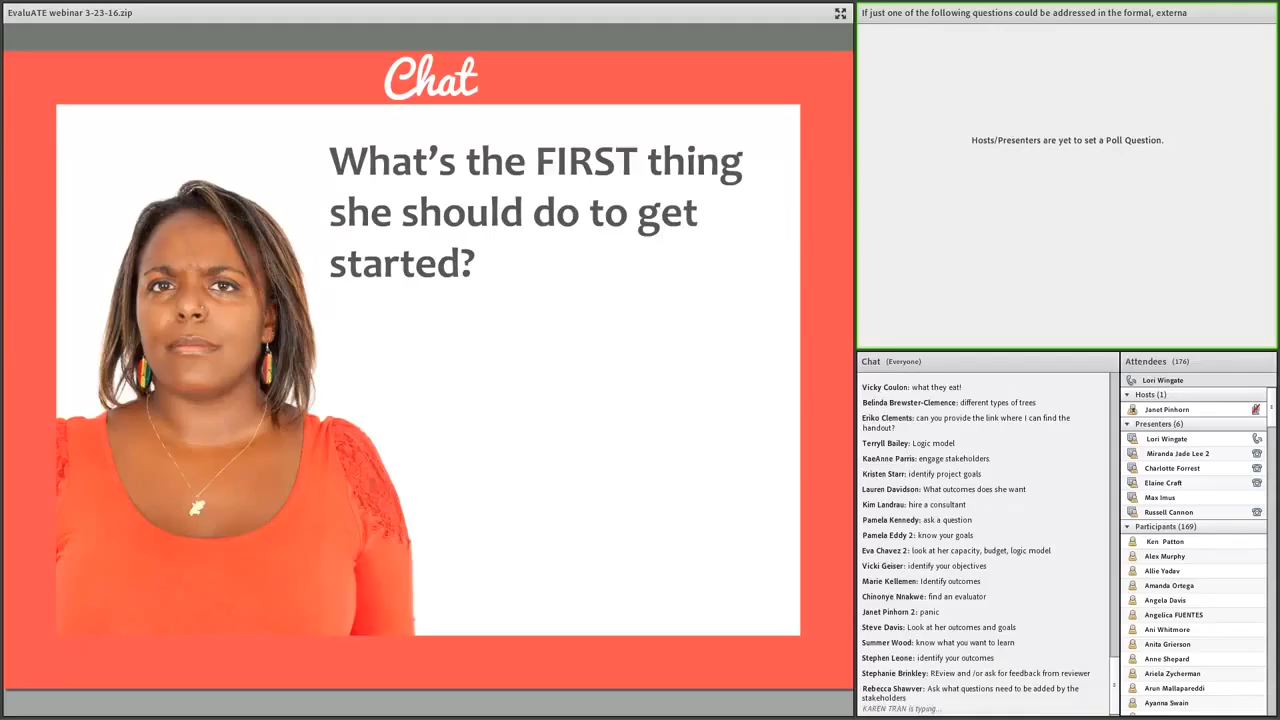 EvaluATE webinar 3-23-16.zip
Chat
What's the FIRST thing
she should do to get
started?
If just one of the following questions could be addressed in the formal, externa
Hosts/Presenters are yet to set a Poll Question.
Chat (Everyone)
Vicky Coulon: what they eat!
Belinda Brewster-Clemence: different types of trees
Eriko Clements: can you provide the link where I can find the
handout?
Terryll Bailey: Logic model
KaeAnne Parris: engage stakeholders.
Kristen Starr: identify project goals
Lauren Davidson: What outcomes does she want
Kim Landrau: hire a consultant
Pamela Kennedy: ask a question
Pamela Eddy 2: know your goals
Eva Chavez 2: look at her capacity, budget, logic model
Vicki Geiser: identify your objectives
Marie Kellemen: Identify outcomes
Chinonye Nnakwe: find an evaluator
Janet Pinhorn 2: panic
Steve Davis: Look at her outcomes and goals
Summer Wood: know what you want to learn
Stephen Leone: identify your outcomes
Stephanie Brinkley: REview and /or ask for feedback from reviewer
Rebecca Shawver: Ask what questions need to be added by the
stakeholders
KAREN TRAN is typing...
Attendees (176)
Lori Wingate
Hosts (1)
Janet Pinhorn
Presenters (6)
Lori Wingate
Miranda Jade Lee 2
Charlotte Forrest
Elaine Craft
Max Imus
Russell Cannon
Participants (169)
Ken Patton
Alex Murphy
Allie Yadav
Amanda Ortega
Angela Davis
Angelica FUENTES
Ani Whitmore
Anita Grierson
Anne Shepard
Ariela Zycherman
Arun Mallapareddi
Ayanna Swain